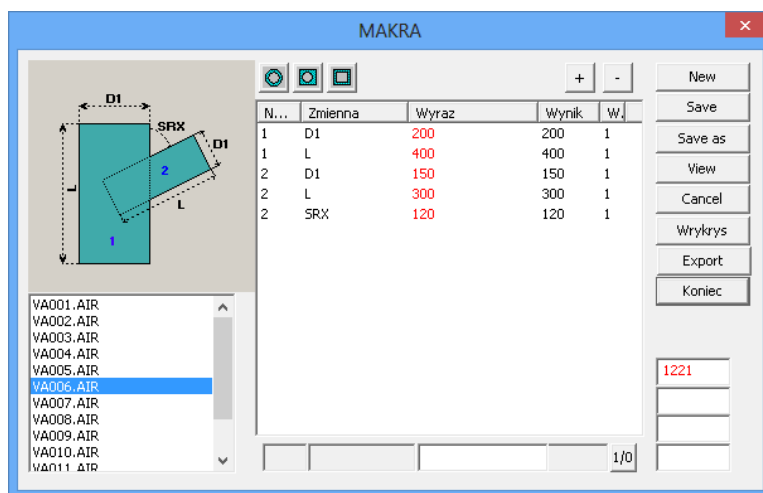 MAKRA
D1
SRX
D1
2
L
L
1
+ -
N... Zmienna Wyraz Wynik W.
1 D1 200 200 1
1 L 400 400 1
2 D1 150 150 1
2 L 300 300 1
2 SRX 120 120 1
New
Save
Save as
View
Cancel
Wrykrys
Export
Koniec
VA001.AIR
VA002.AIR
VA003.AIR
VA004.AIR
VA005.AIR
VA006.AIR
VA007.AIR
VA008.AIR
VA009.AIR
VA010.AIR
VA011.AIR
1221
1/0